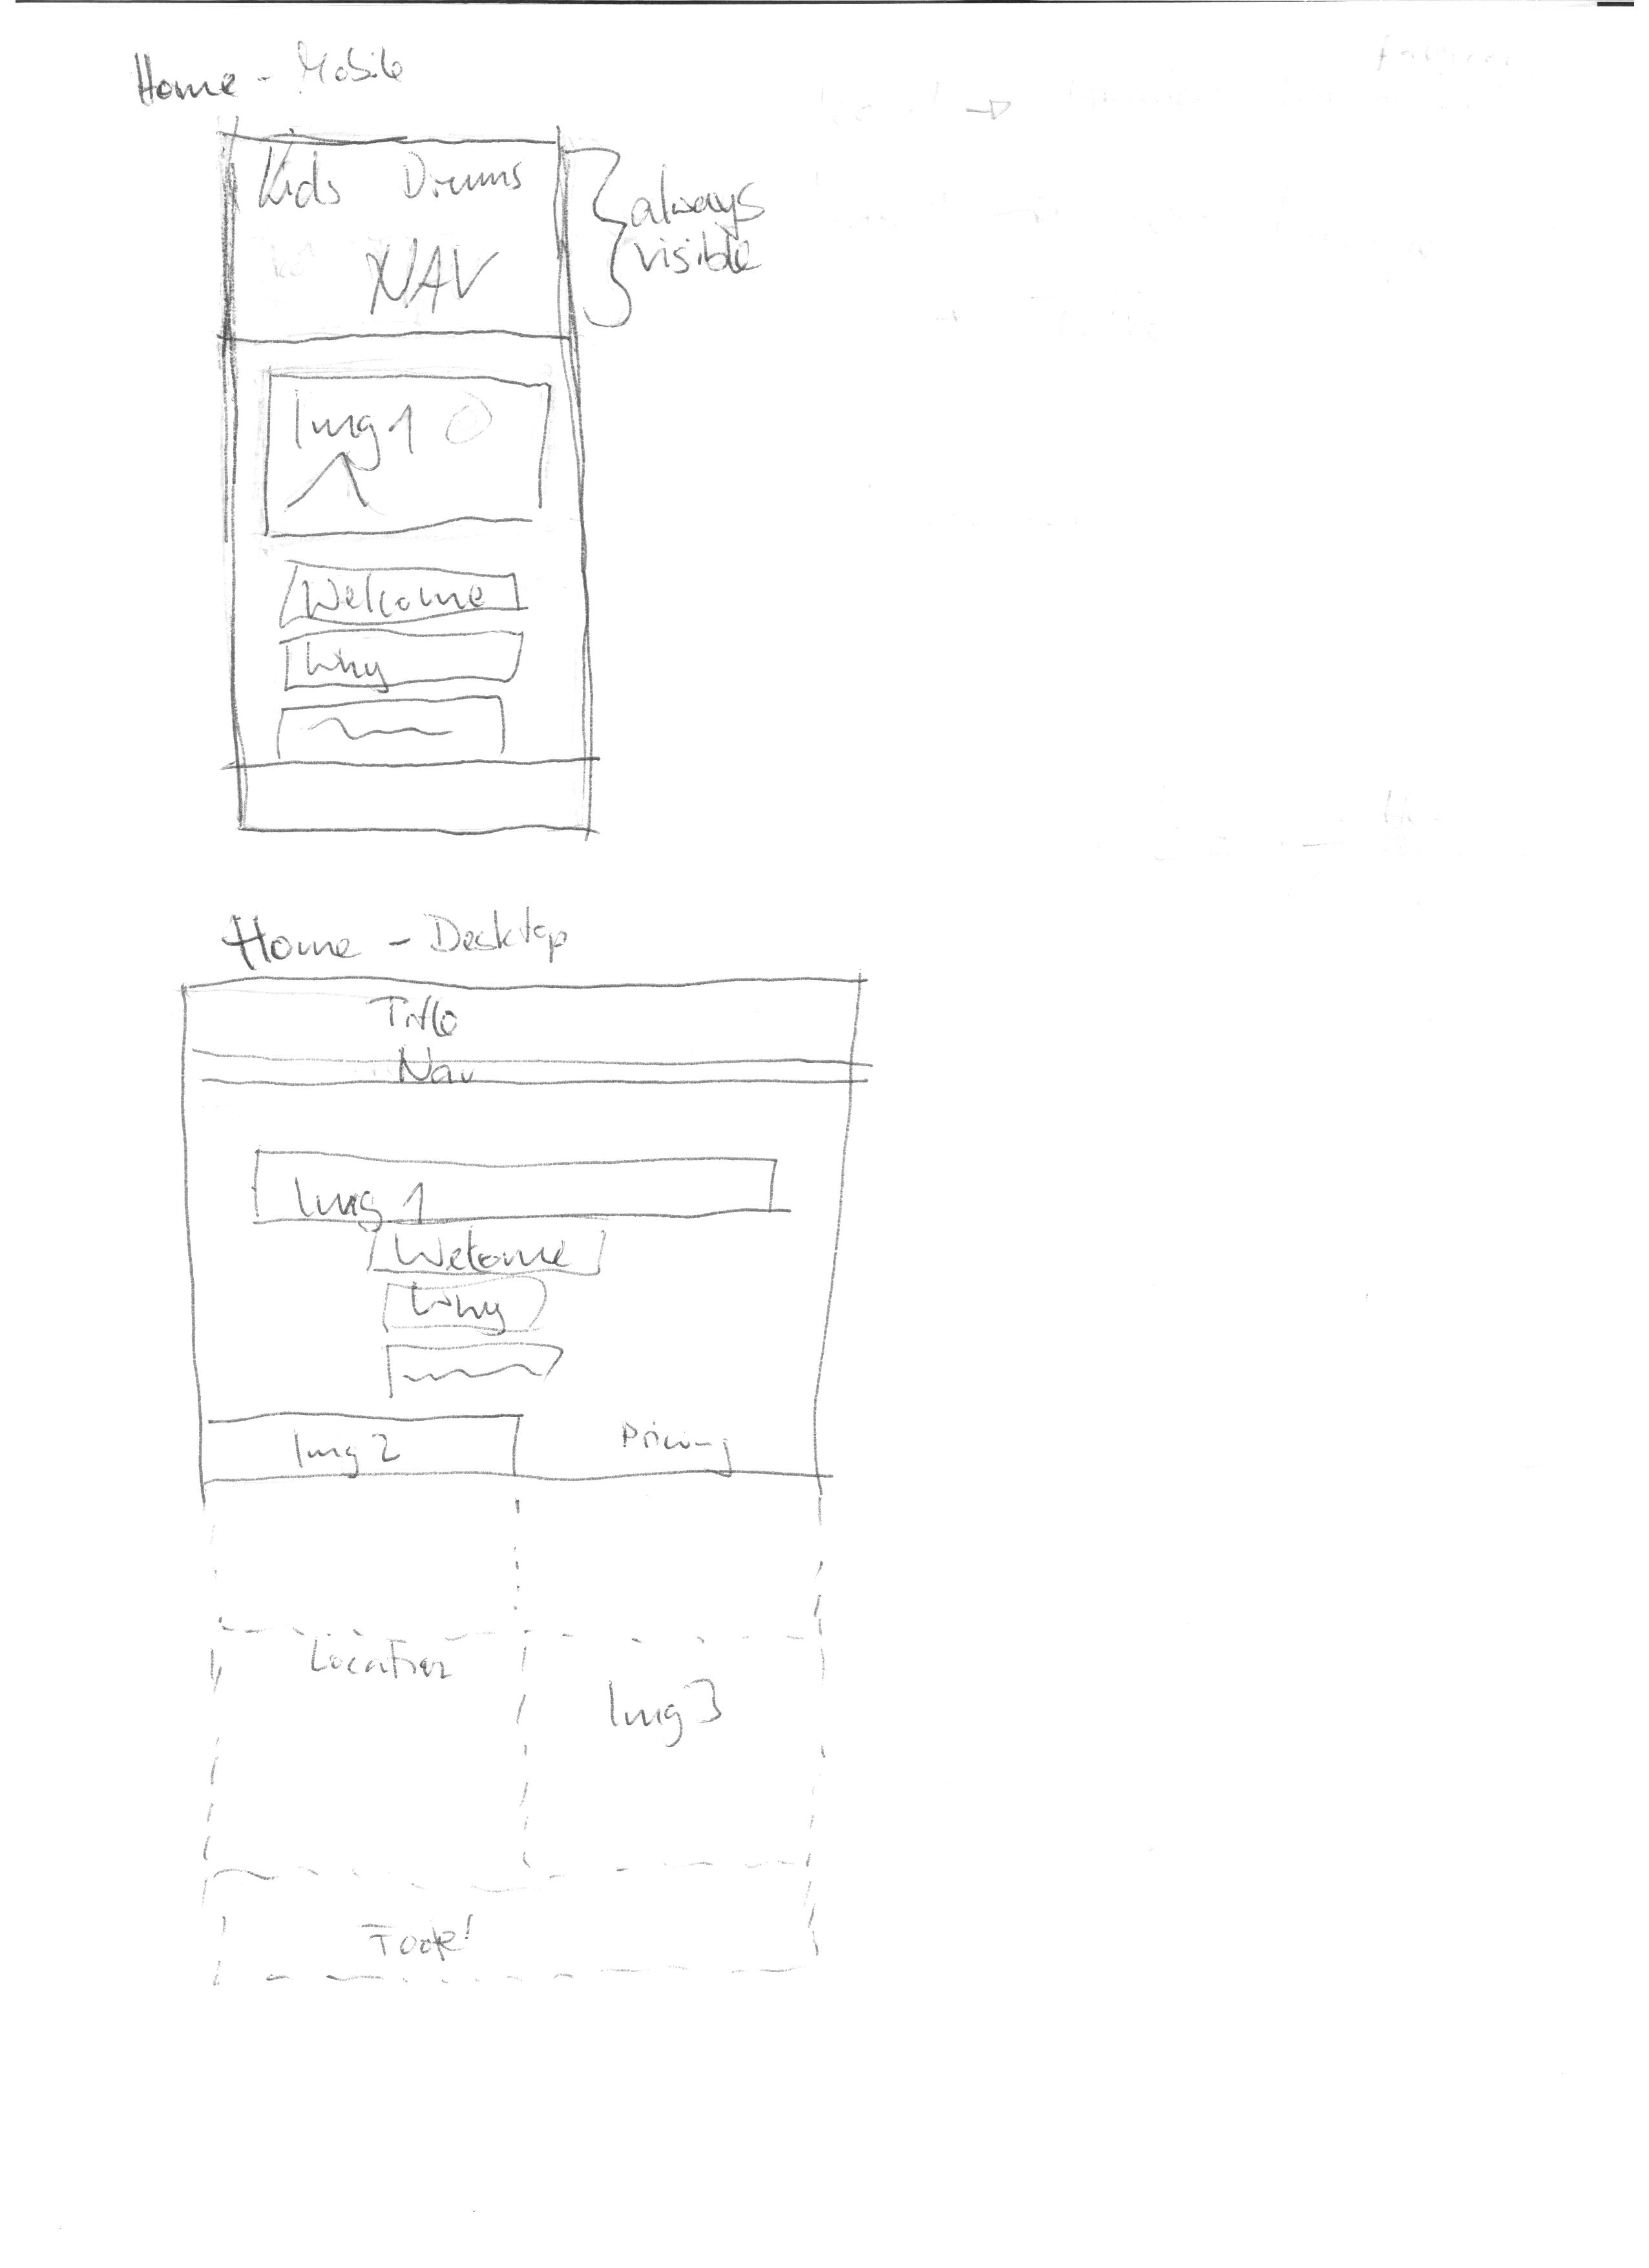 Home - Mobile
Kids Drums
NAV
always
visible
Img 1
Welcome
Why
Home - Desktop
Title
Nav
Img 1
Welcome
Why
Img 2
Pricing
Location
Img 3